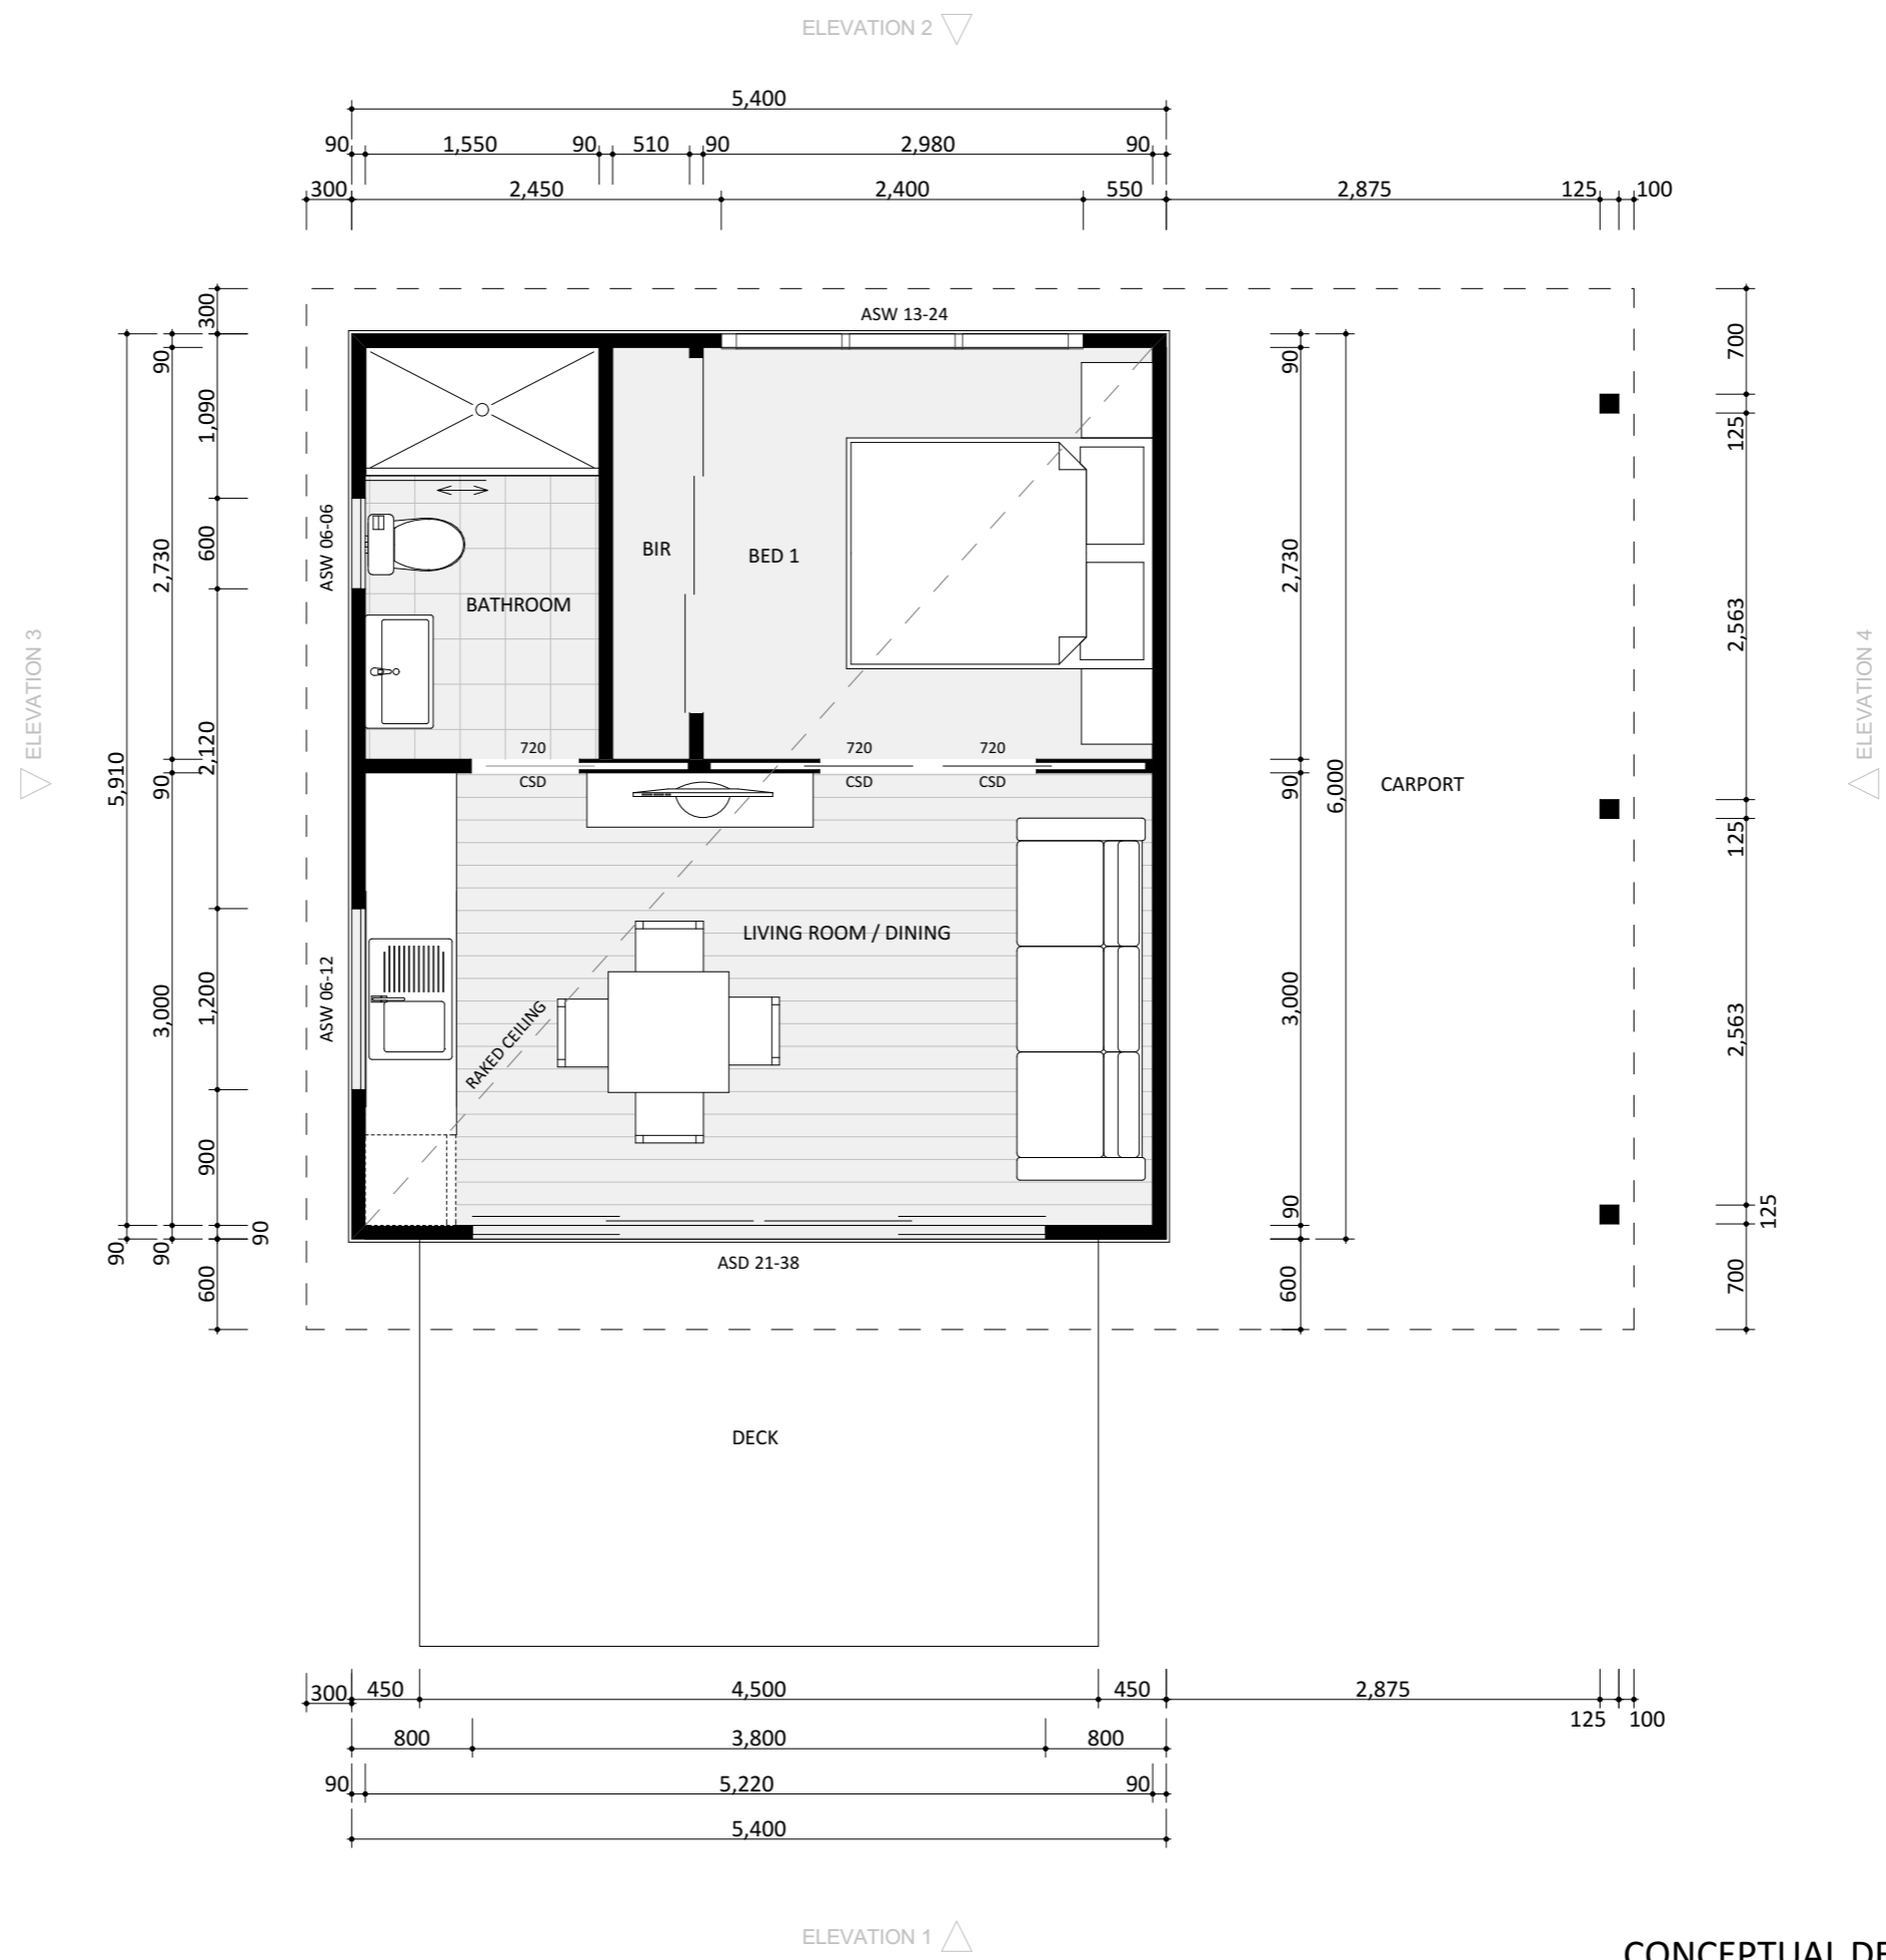 ELEVATION 2
5,400
90 1,550 90 510 90 2,980 90
300 2,450 2,400 550 2,875 125 100
ASW 13-24
300
90
1,090
600
2,730
2,120
5,910
90
3,000
1,200
900
90
90
90
600
ELEVATION 3
ASW 06-06
ASW 06-12
BIR
BED 1
BATHROOM
720 720 720
CSD CSD CSD
LIVING ROOM / DINING
RAKED CEILING
ASD 21-38
DECK
90
2,730
90
6,000
3,000
90
600
CARPORT
700
125
2,563
125
2,563
125
700
ELEVATION 4
300 450 4,500 450 2,875
125 100
800 3,800 800
90 5,220 90
5,400
ELEVATION 1